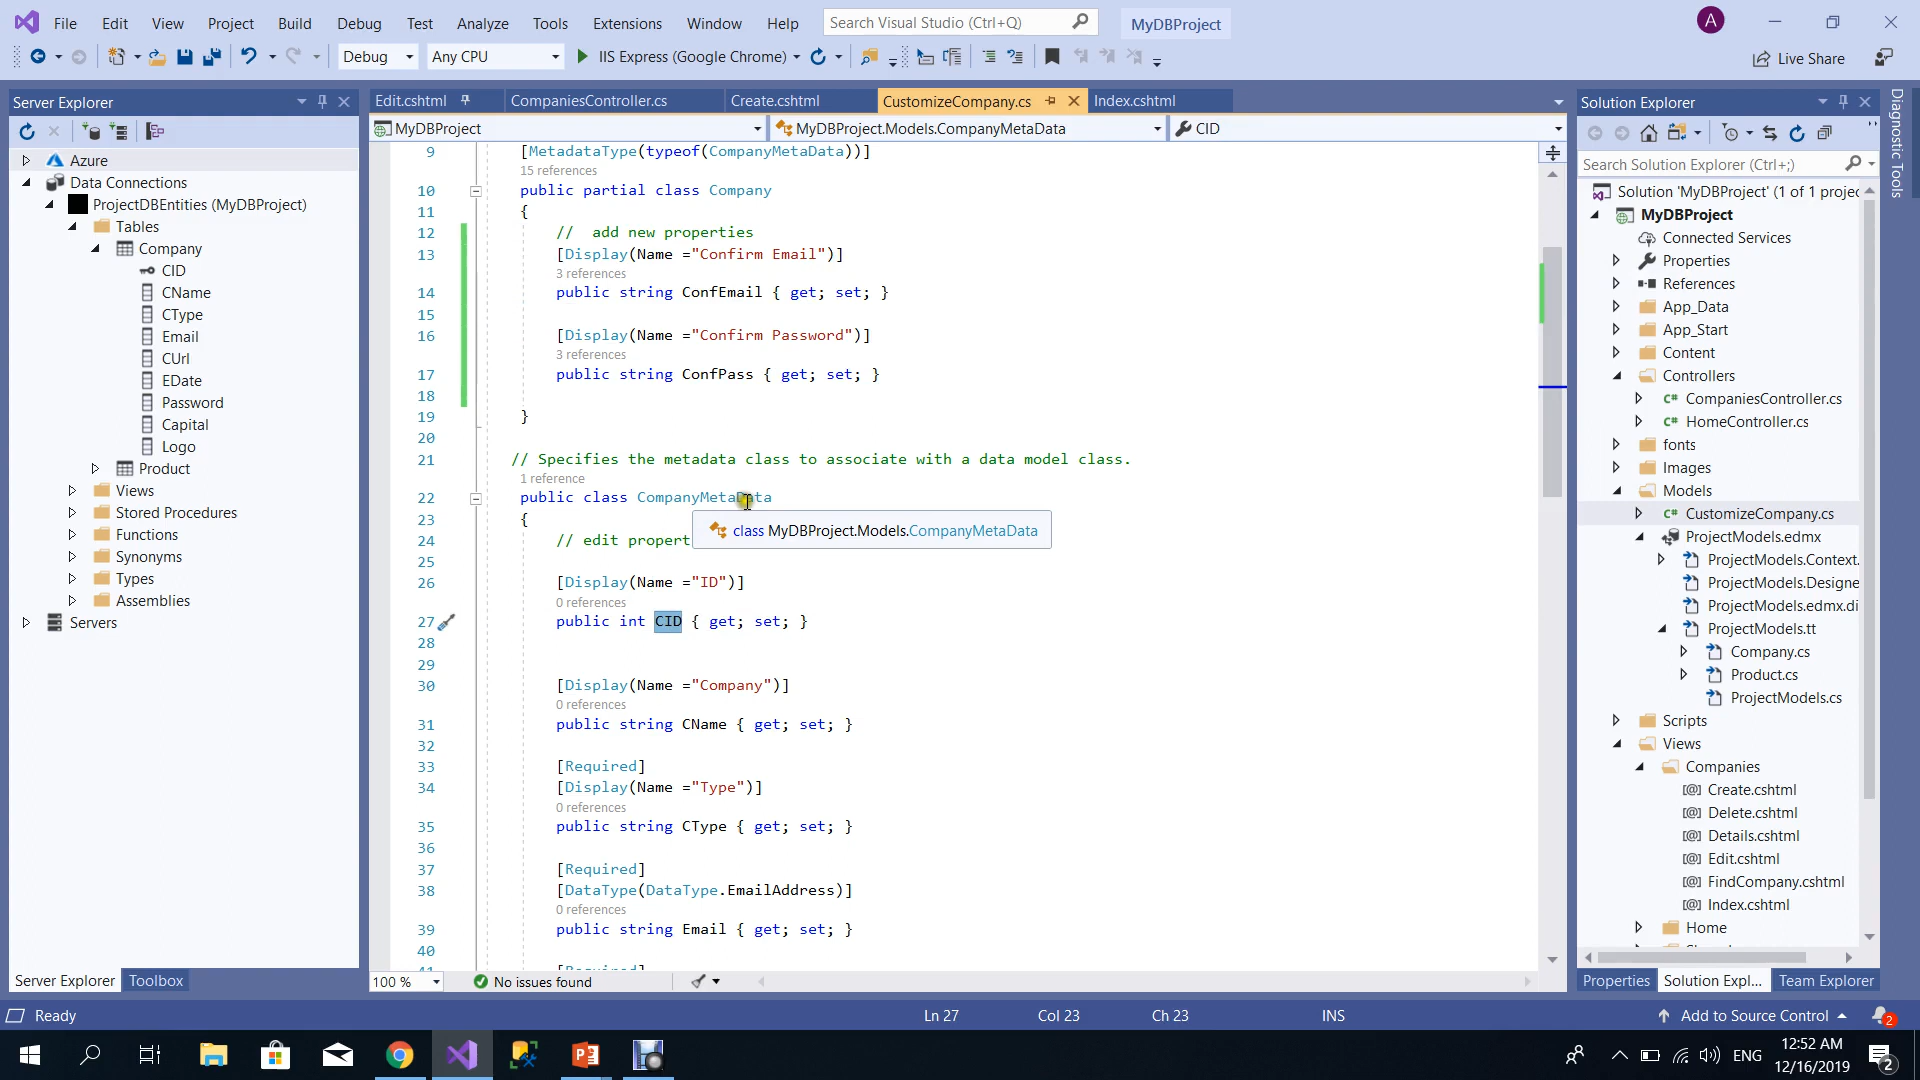 File Edit View Project Build Debug Test Analyze Tools Extensions Window Help Search Visual Studio (Ctrl+Q) MyDBProject A
Debug Any CPU IIS Express (Google Chrome) Live Share
Server Explorer
Azure
Data Connections
ProjectDBEntities (MyDBProject)
Tables
Company
CID
CName
CType
Email
CUrl
EDate
Password
Capital
Logo
Product
Views
Stored Procedures
Functions
Synonyms
Types
Assemblies
Servers
Server Explorer Toolbox
Edit.cshtml CompaniesController.cs Create.cshtml CustomizeCompany.cs Index.cshtml
MyDBProject MyDBProject.Models.CompanyMetaData CID
9 [MetadataType(typeof(CompanyMetaData))]
15 references
10 public partial class Company
11 {
12 // add new properties
13 [Display(Name ="Confirm Email")]
3 references
14 public string ConfEmail { get; set; }
15
16 [Display(Name ="Confirm Password")]
3 references
17 public string ConfPass { get; set; }
18
19 }
20
21 // Specifies the metadata class to associate with a data model class.
1 reference
22 public class CompanyMetaData
23 {
class MyDBProject.Models.CompanyMetaData
24 // edit propert
25
26 [Display(Name ="ID")]
0 references
27 public int CID { get; set; }
28
29
30 [Display(Name ="Company")]
0 references
31 public string CName { get; set; }
32
33 [Required]
34 [Display(Name ="Type")]
0 references
35 public string CType { get; set; }
36
37 [Required]
38 [DataType(DataType.EmailAddress)]
0 references
39 public string Email { get; set; }
40
41 [Required]
100 % No issues found
Solution Explorer
Search Solution Explorer (Ctrl+;)
Solution 'MyDBProject' (1 of 1 projec
MyDBProject
Connected Services
Properties
References
App_Data
App_Start
Content
Controllers
C# CompaniesController.cs
C# HomeController.cs
fonts
Images
Models
C# CustomizeCompany.cs
ProjectModels.edmx
ProjectModels.Context.
ProjectModels.Designe
ProjectModels.edmx.di
ProjectModels.tt
Company.cs
Product.cs
ProjectModels.cs
Scripts
Views
Companies
[@] Create.cshtml
[@] Delete.cshtml
[@] Details.cshtml
[@] Edit.cshtml
[@] FindCompany.cshtml
[@] Index.cshtml
Home
Properties Solution Expl... Team Explorer
Diagnostic Tools
Ready Ln 27 Col 23 Ch 23 INS Add to Source Control 2
ENG 12:52 AM
12/16/2019 2